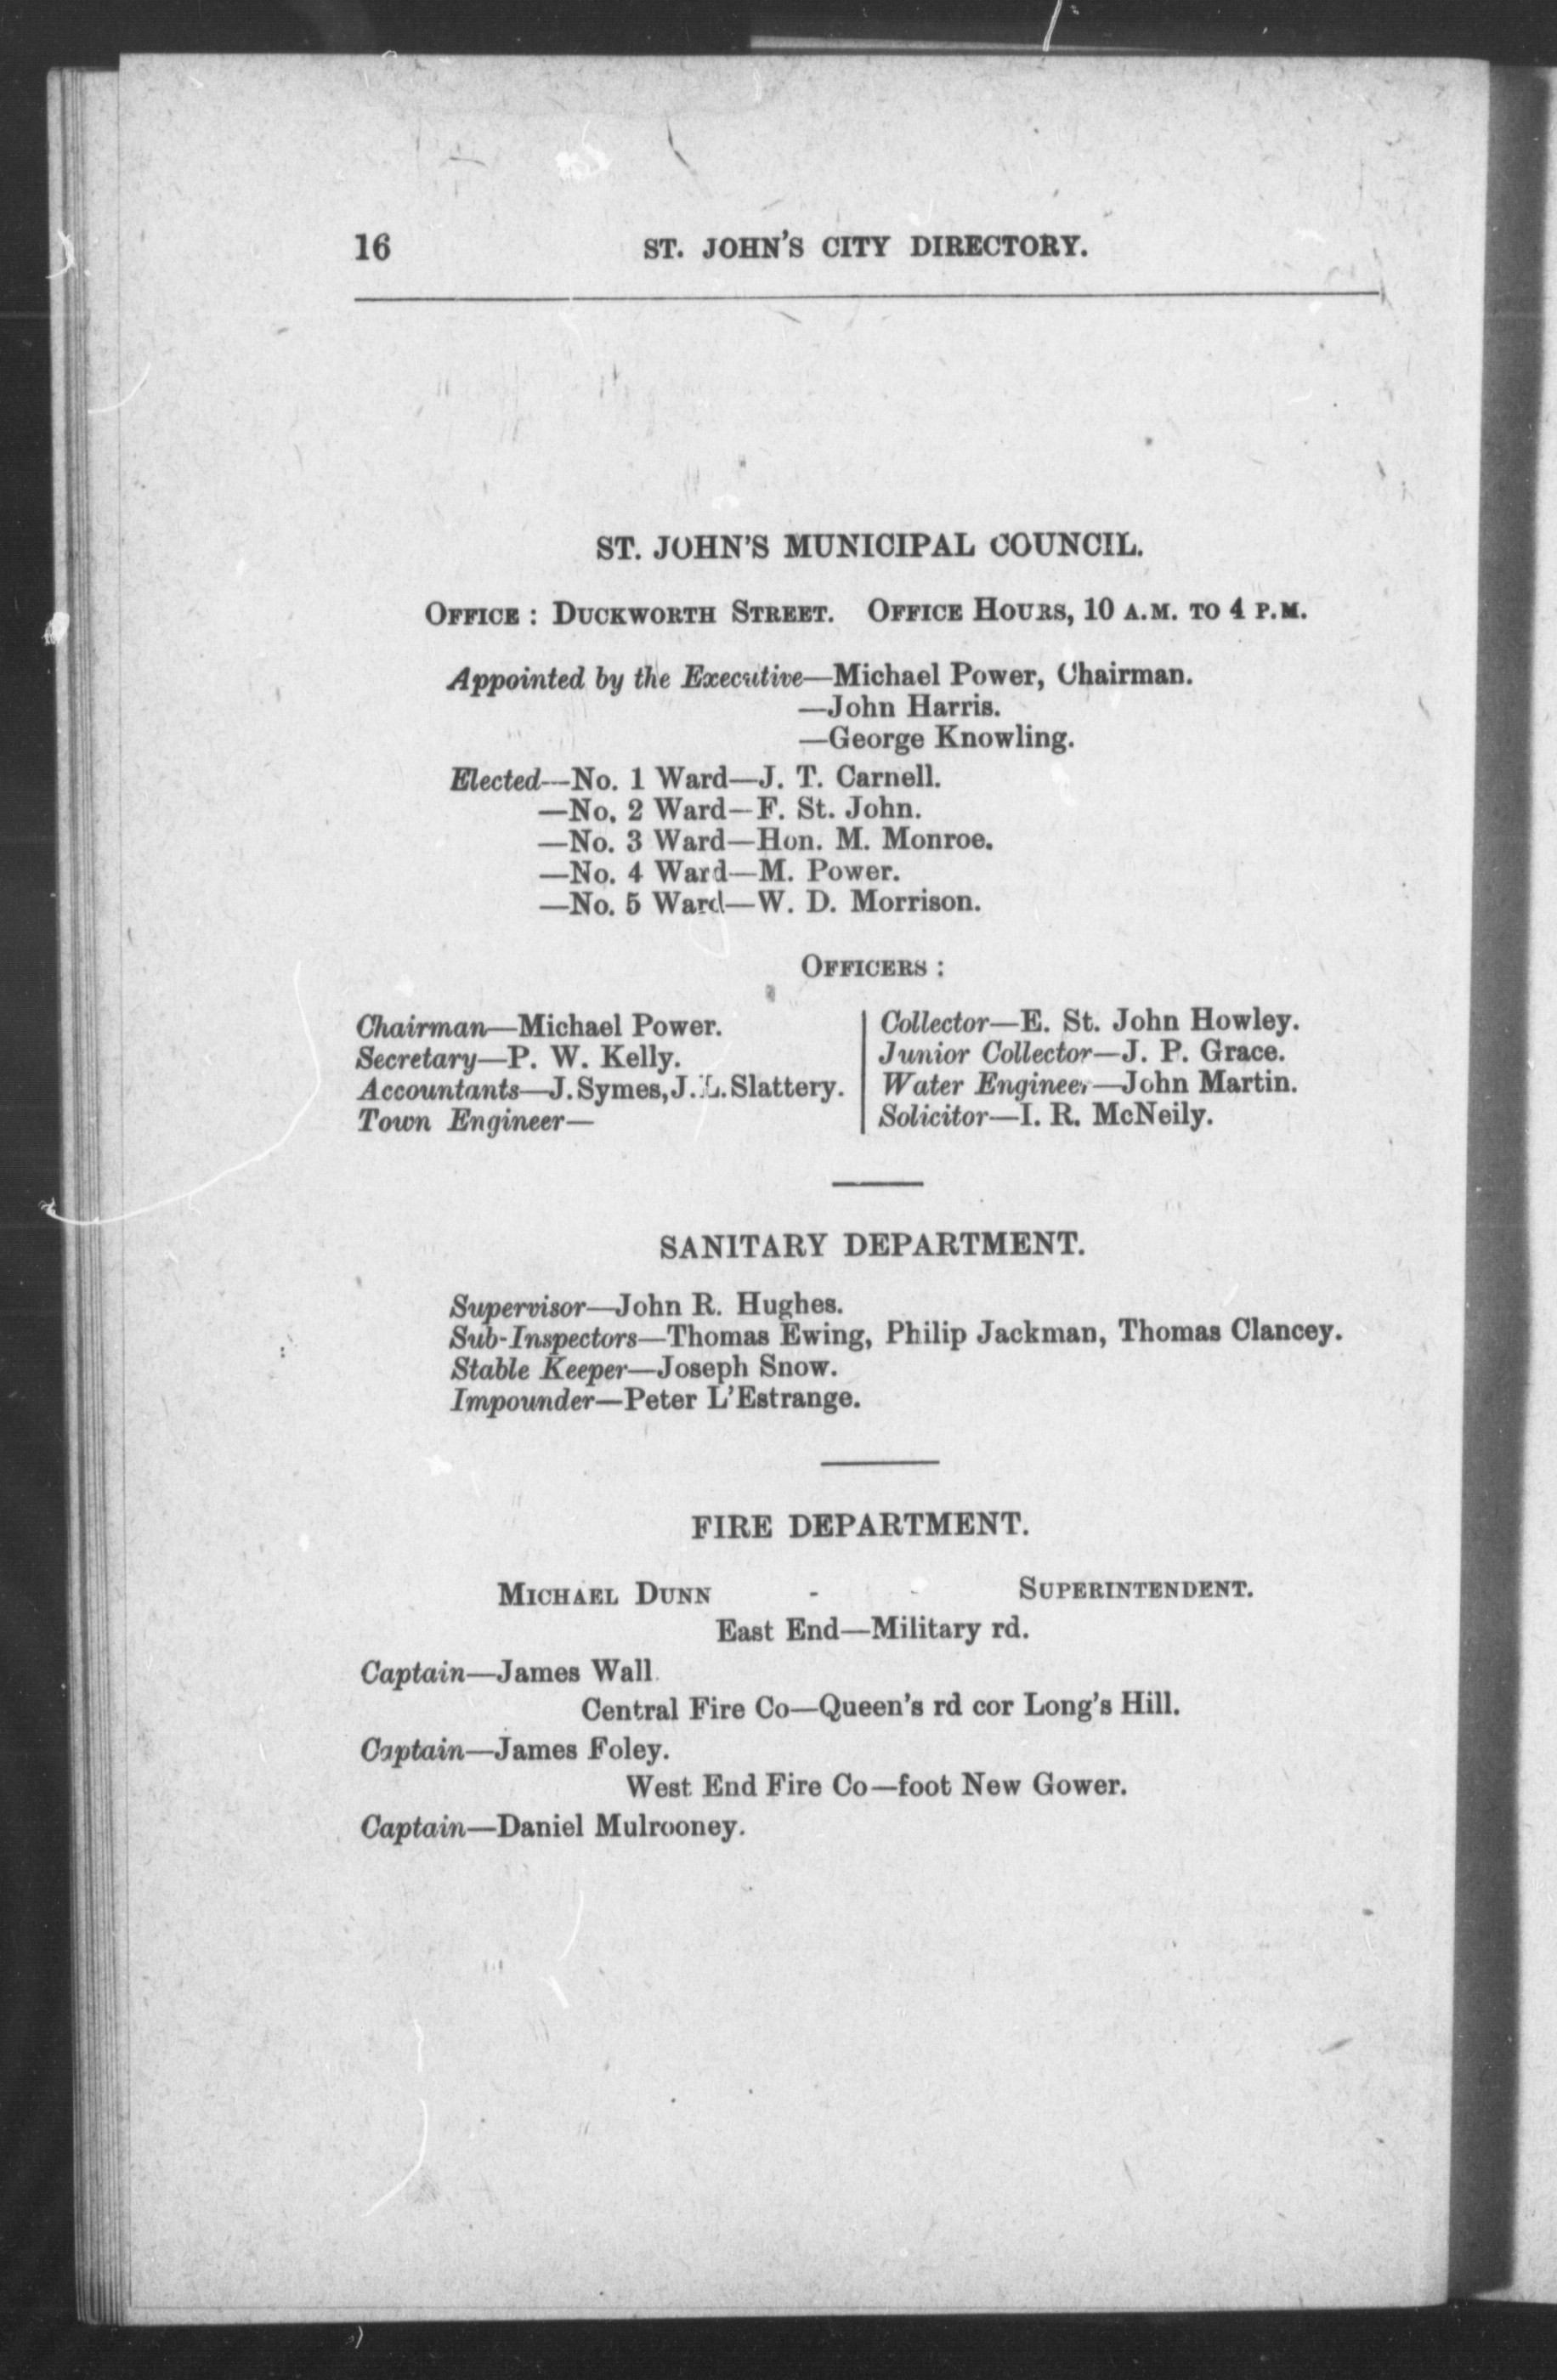 16 ST. JOHN'S CITY DIRECTORY.
ST. JOHN'S MUNICIPAL COUNCIL.
OFFICE : DUCKWORTH STREET. OFFICE HOURS, 10 A.M. TO 4 P.M.
Appointed by the Executive—Michael Power, Chairman.
—John Harris.
—George Knowling.
Elected—No. 1 Ward—J. T. Carnell.
—No. 2 Ward—F. St. John.
—No. 3 Ward—Hon. M. Monroe.
—No. 4 Ward—M. Power.
—No. 5 Ward—W. D. Morrison.
OFFICERS :
Chairman—Michael Power.
Secretary—P. W. Kelly.
Accountants—J. Symes, J. L. Slattery.
Town Engineer—
Collector—E. St. John Howley.
Junior Collector—J. P. Grace.
Water Engineer—John Martin.
Solicitor—I. R. McNeily.
SANITARY DEPARTMENT.
Supervisor—John R. Hughes.
Sub-Inspectors—Thomas Ewing, Philip Jackman, Thomas Clancey.
Stable Keeper—Joseph Snow.
Impounder—Peter L'Estrange.
FIRE DEPARTMENT.
MICHAEL DUNN - - SUPERINTENDENT.
East End—Military rd.
Captain—James Wall.
Central Fire Co—Queen's rd cor Long's Hill.
Captain—James Foley.
West End Fire Co—foot New Gower.
Captain—Daniel Mulrooney.